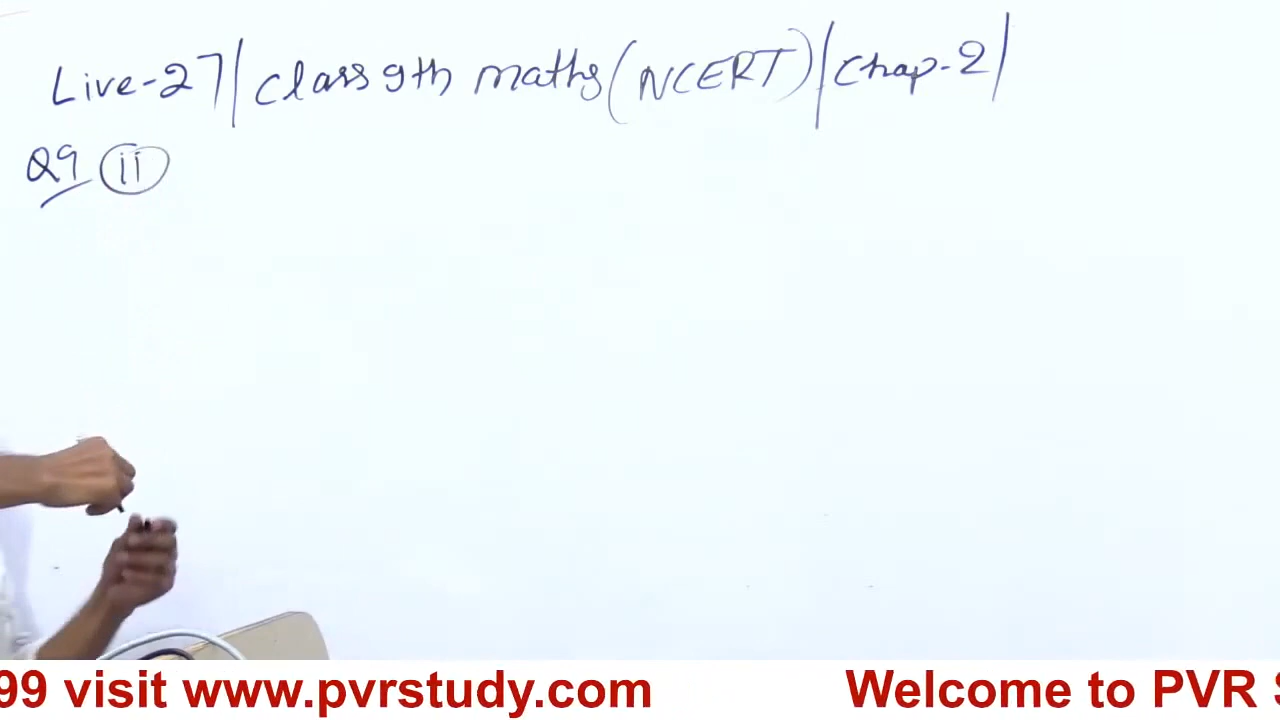 Live-27|class 9th maths(NCERT)|Chap-2|
Q9 ii
99 visit www.pvrstudy.com Welcome to PVR S